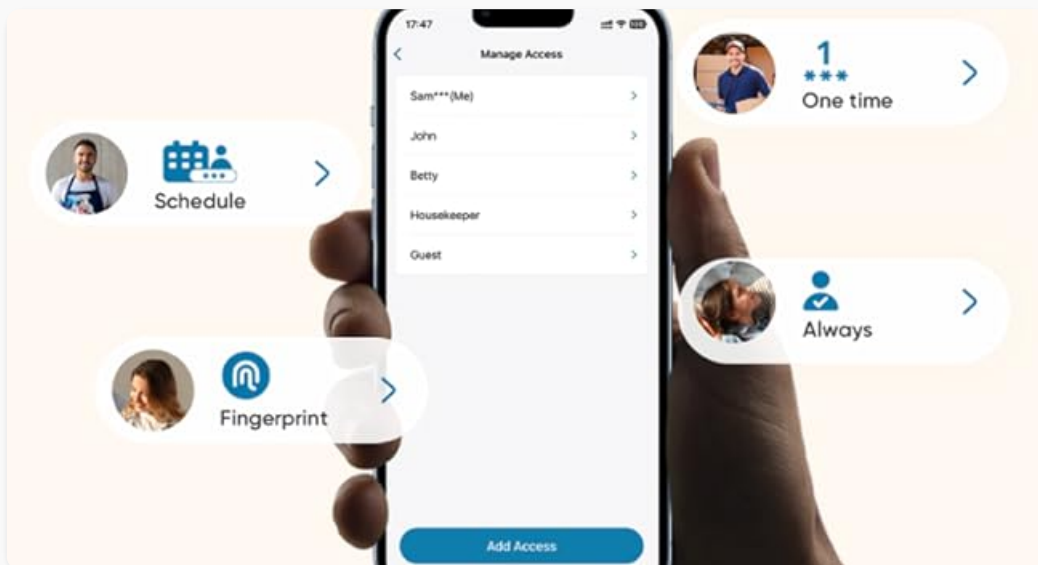 17:47
Manage Access
Sam***(Me)
John
Betty
Housekeeper
Guest
Add Access
Schedule
Fingerprint
1
***
One time
Always